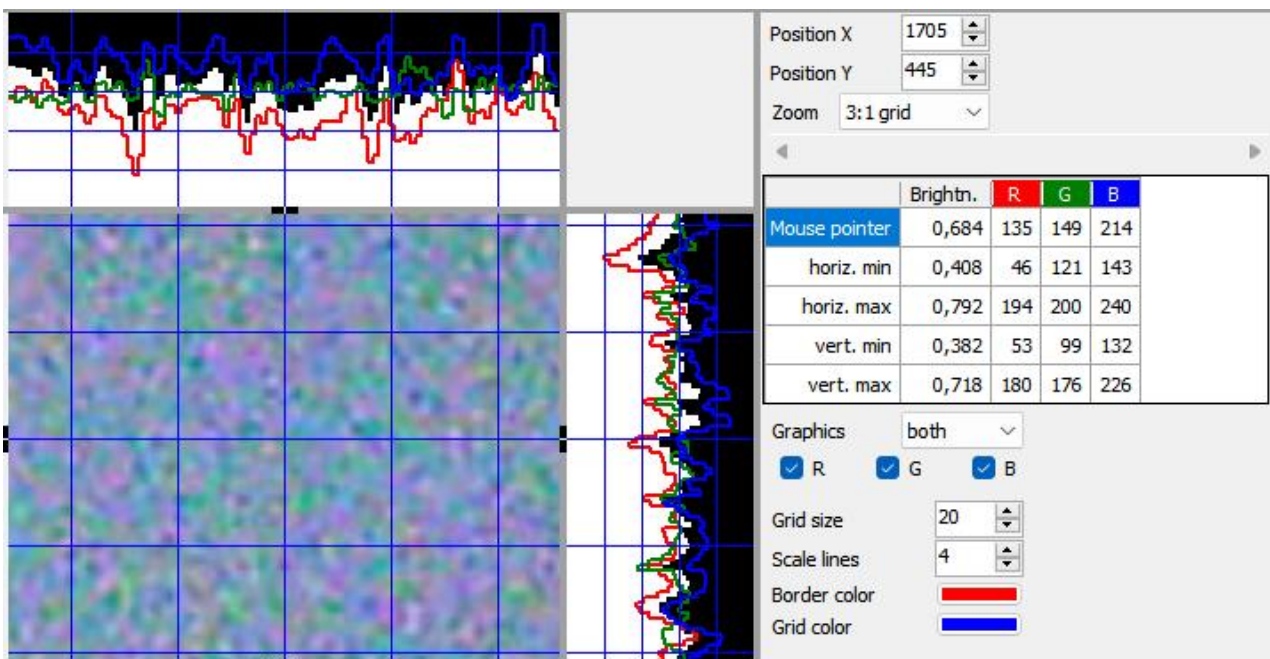 Position X 1705
Position Y 445
Zoom 3:1 grid
Brightn. R G B
Mouse pointer 0,684 135 149 214
horiz. min 0,408 46 121 143
horiz. max 0,792 194 200 240
vert. min 0,382 53 99 132
vert. max 0,718 180 176 226
Graphics both
R G B
Grid size 20
Scale lines 4
Border color
Grid color